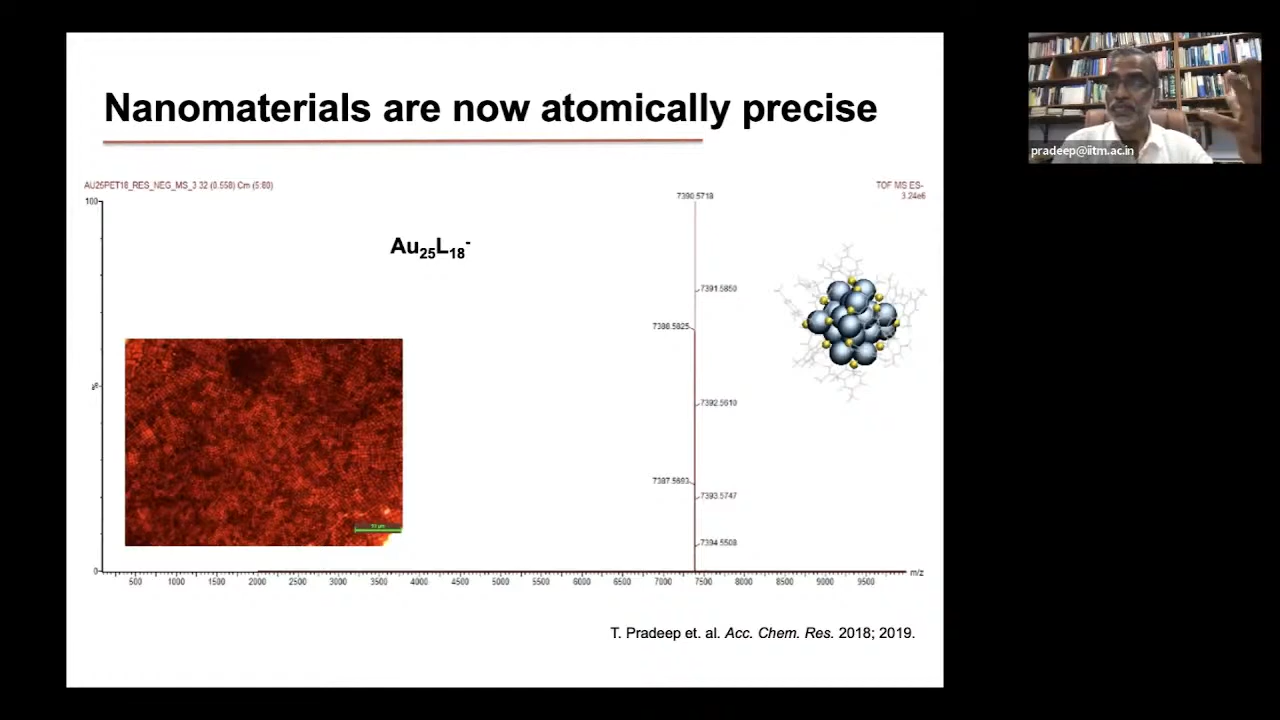 Nanomaterials are now atomically precise
pradeep@iitm.ac.in
AU25PET18_RES_NEG_MS_3 32 (0.558) Cm (5:60)
TOF MS ES-
3.24e6
100
7390.5718
Au25L18-
7391.5850
7388.5825
%
7392.5610
7387.5693
7393.5747
7394.5508
10 µm
0
500 1000 1500 2000 2500 3000 3500 4000 4500 5000 5500 6000 6500 7000 7500 8000 8500 9000 9500 m/z
T. Pradeep et. al. Acc. Chem. Res. 2018; 2019.